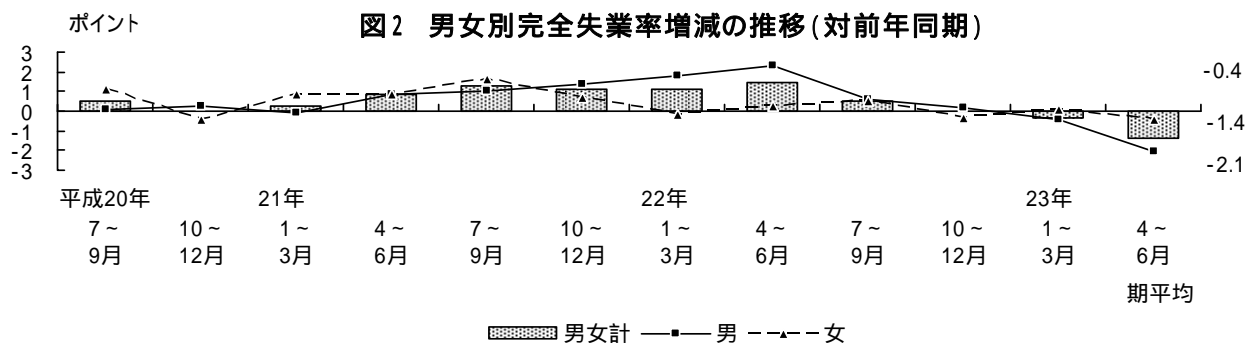 ポイント
図2 男女別完全失業率増減の推移(対前年同期)
3
2
1
0
-1
-2
-3
-0.4
-1.4
-2.1
平成20年 21年 22年 23年
7~ 10~ 1~ 4~ 7~ 10~ 1~ 4~ 7~ 10~ 1~ 4~
9月 12月 3月 6月 9月 12月 3月 6月 9月 12月 3月 6月
期平均
男女計 男 女